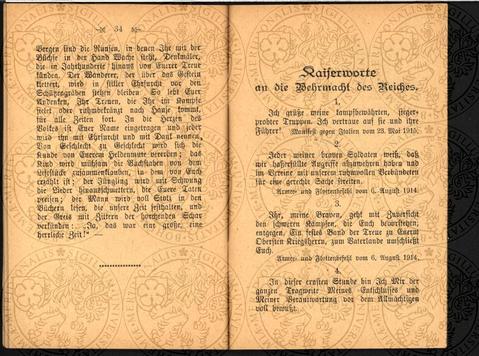 34
Bergen sind die Runsen, in denen Ihr mit der
Büchse in der Hand Wache steht, Denkmäler,
die in Jahrhunderte hinaus von Euerer Treue
künden. Der Wanderer, der über das Gestein
klettert, wird in stiller Ehrfurcht vor den
Schützengräben stehen bleiben. So lebt Euer
Andenken, Ihr Treuen, die Ihr im Kampfe
seiet oder ruhmbekränzt nach Hause kommt,
für alle Zeiten fort. In die Herzen des
Volkes ist Euer Name eingetragen und jeder
wird ihn mit Ehrfurcht und mit Dank nennen.
Von Geschlecht zu Geschlecht wird sich die
Kunde von Euerem Heldenmute vererben; das
Kind wird mühsam die Buchstaben von dem
Lesestück zusammenklauben, in dem von Euch
erzählt ist; der Jüngling wird mit Schwung
die Lieder hinausschmettern, die Euere Taten
preisen; der Mann wird voll Stolz in den
Büchern lesen, die unsere Zeit festhalten, und
der Greis mit Zittern der horchenden Schar
verkünden: „Ja, das war eine große, eine
herrliche Zeit!“
Kaiserworte
an die Wehrmacht des Reiches.
1.
Ich grüße meine kampfbewährten, sieger-
probten Truppen. Ich vertraue auf sie und ihre
Führer! Manifest gegen Italien vom 23. Mai 1915.
2.
Jeder meiner braven Soldaten weiß, daß
wir haßerfüllte Angreffe abzuwehren haben und
im Vereine mit unseren ruhmvollen Verbündeten
für eine gerechte Sache streiten.
Armee- und Flottenbefehl vom 6. August 1914.
3.
Ihr, meine Braven, geht mit Zuversicht
den schweren Kämpfen, die Euch bevorstehen,
entgegen. Ein festes Band der Treue zu Euerm
Obersten Kriegsherrn, zum Vaterlande umschließt
Euch.
Armee- und Flottenbefehl vom 6. August 1914.
4.
In dieser ernsten Stunde bin Ich Mir der
ganzen Tragweite Meines Entschlusses und
Meiner Verantwortung vor dem Allmächtigen
voll bewußt.